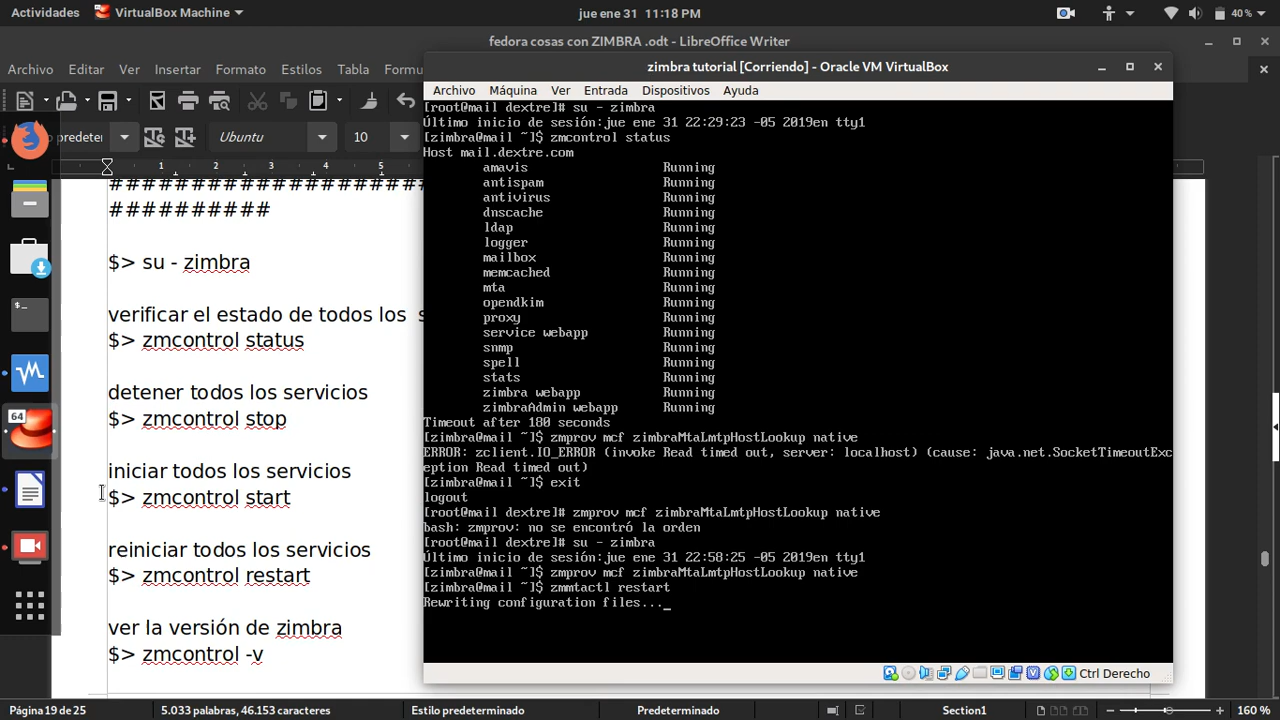 Actividades
VirtualBox Machine
jue ene 31 11:18 PM
40 %
fedora cosas con ZIMBRA .odt - LibreOffice Writer
Archivo Editar Ver Insertar Formato Estilos Tabla Formu
predeter
Ubuntu
10
1 2 3 4 5
##########
$> su - zimbra
verificar el estado de todos los s
$> zmcontrol status
detener todos los servicios
$> zmcontrol stop
iniciar todos los servicios
$> zmcontrol start
reiniciar todos los servicios
$> zmcontrol restart
ver la versión de zimbra
$> zmcontrol -v
64
zimbra tutorial [Corriendo] - Oracle VM VirtualBox
Archivo Máquina Ver Entrada Dispositivos Ayuda
[root@mail dextre]# su - zimbra
Último inicio de sesión:jue ene 31 22:29:23 -05 2019en tty1
[zimbra@mail ~]$ zmcontrol status
Host mail.dextre.com
amavis Running
antispam Running
antivirus Running
dnscache Running
ldap Running
logger Running
mailbox Running
memcached Running
mta Running
opendkim Running
proxy Running
service webapp Running
snmp Running
spell Running
stats Running
zimbra webapp Running
zimbraAdmin webapp Running
Timeout after 180 seconds
[zimbra@mail ~]$ zmprov mcf zimbraMtaLmtpHostLookup native
ERROR: zclient.IO_ERROR (invoke Read timed out, server: localhost) (cause: java.net.SocketTimeoutExc
eption Read timed out)
[zimbra@mail ~]$ exit
logout
[root@mail dextre]# zmprov mcf zimbraMtaLmtpHostLookup native
bash: zmprov: no se encontró la orden
[root@mail dextre]# su - zimbra
Último inicio de sesión:jue ene 31 22:58:25 -05 2019en tty1
[zimbra@mail ~]$ zmprov mcf zimbraMtaLmtpHostLookup native
[zimbra@mail ~]$ zmmtactl restart
Rewriting configuration files..._
Ctrl Derecho
Página 19 de 25
5.033 palabras, 46.153 caracteres
Estilo predeterminado
Predeterminado
Section1
160 %